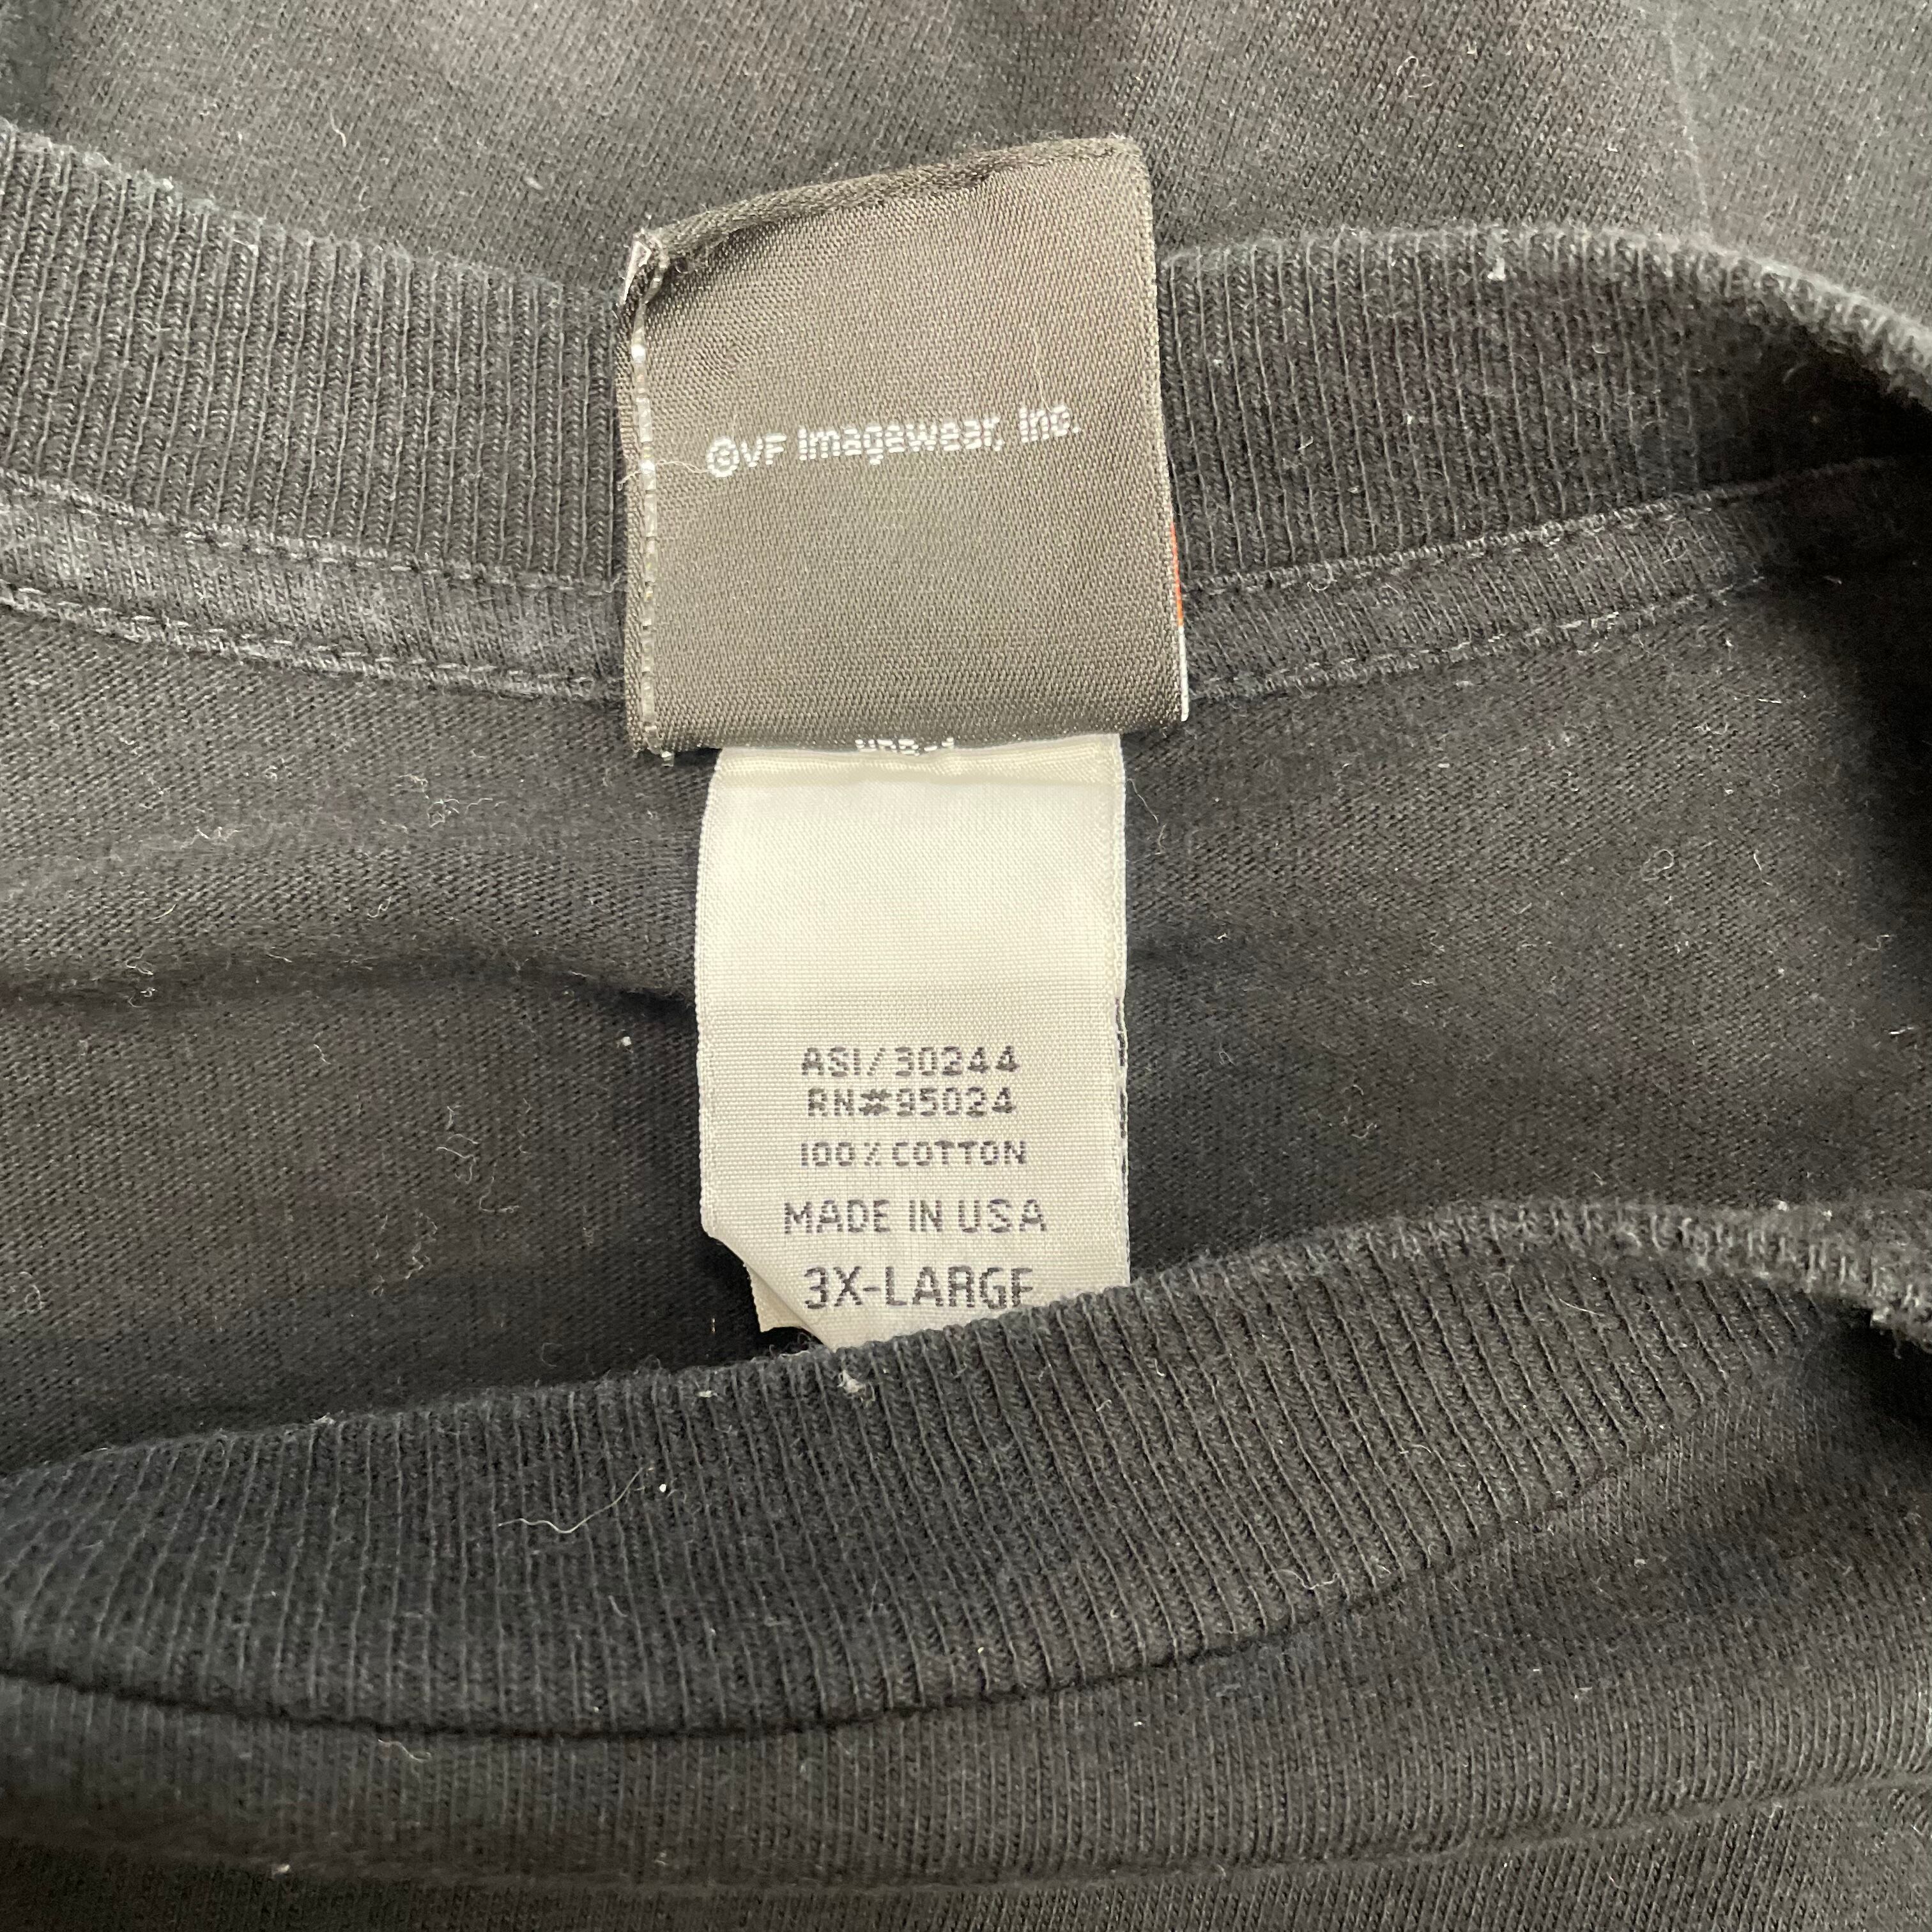 ©VF Imagewear, Inc.
ASI/30244
RN#95024
100% COTTON
MADE IN USA
3X-LARGE